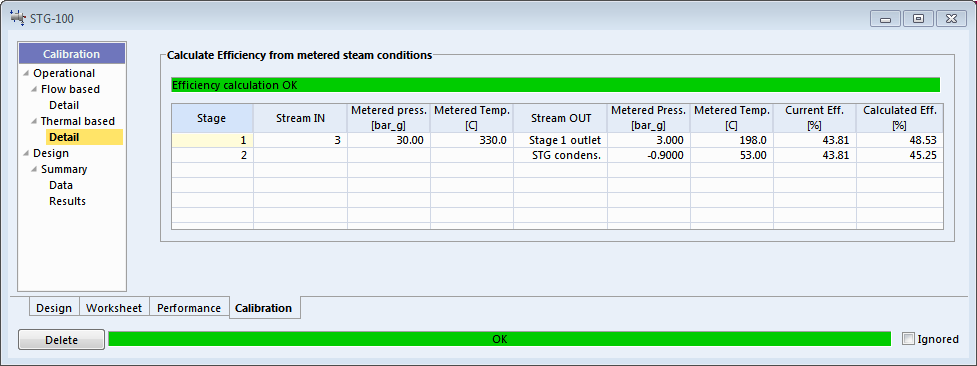 STG-100
Calibration
Operational
Flow based
Detail
Thermal based
Detail
Design
Summary
Data
Results
Calculate Efficiency from metered steam conditions
Efficiency calculation OK
Stage Stream IN Metered press. [bar_g] Metered Temp. [C] Stream OUT Metered Press. [bar_g] Metered Temp. [C] Current Eff. [%] Calculated Eff. [%]
1 3 30.00 330.0 Stage 1 outlet 3.000 198.0 43.81 48.53
2 STG condens. -0.9000 53.00 43.81 45.25
Design Worksheet Performance Calibration
Delete OK Ignored